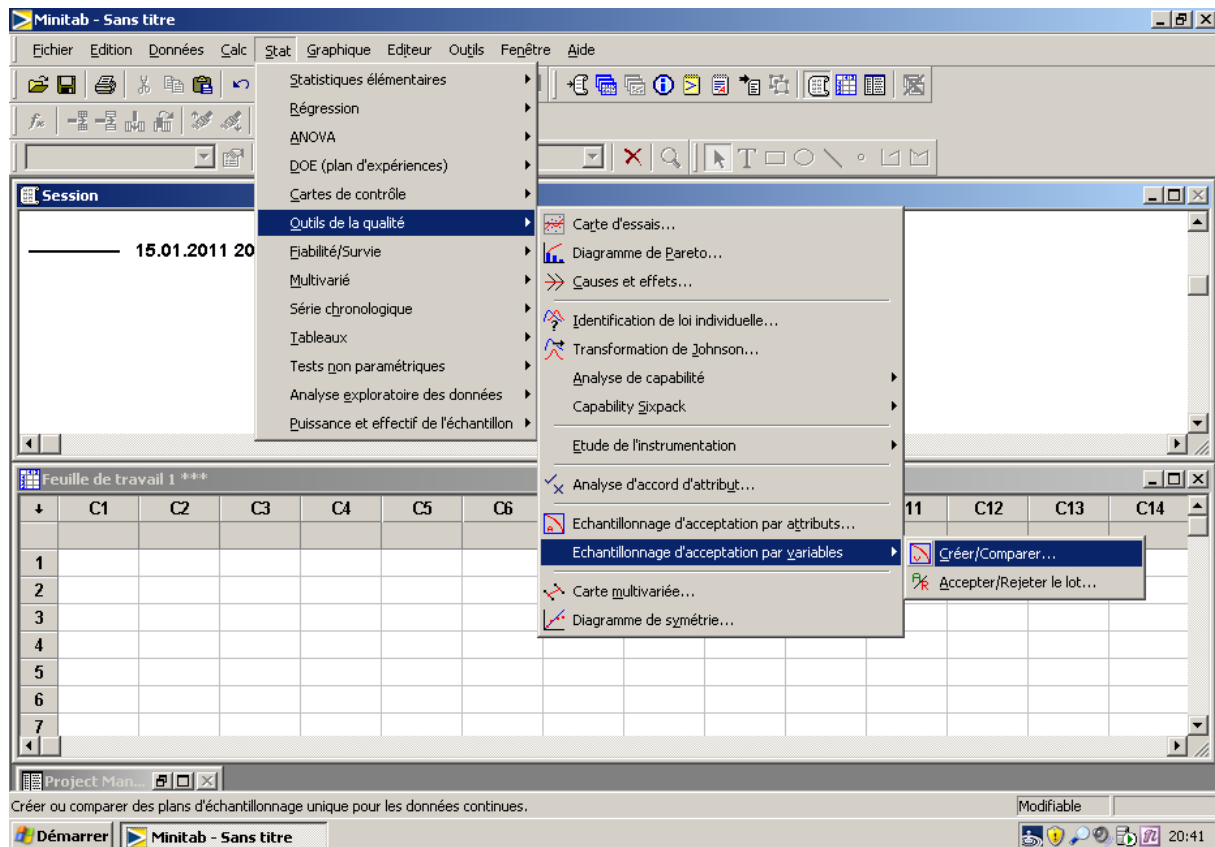 Minitab - Sans titre
Fichier Edition Données Calc Stat Graphique Editeur Outils Fenêtre Aide
Statistiques élémentaires
Régression
ANOVA
DOE (plan d'expériences)
Cartes de contrôle
Outils de la qualité
Fiabilité/Survie
Multivarié
Série chronologique
Tableaux
Tests non paramétriques
Analyse exploratoire des données
Puissance et effectif de l'échantillon
Session
15.01.2011 20
Carte d'essais...
Diagramme de Pareto...
Causes et effets...
Identification de loi individuelle...
Transformation de Johnson...
Analyse de capabilité
Capability Sixpack
Etude de l'instrumentation
Analyse d'accord d'attribut...
Echantillonnage d'acceptation par attributs...
Echantillonnage d'acceptation par variables
Carte multivariée...
Diagramme de symétrie...
Créer/Comparer...
Accepter/Rejeter le lot...
Feuille de travail 1 ***
C1 C2 C3 C4 C5 C6 11 C12 C13 C14
1
2
3
4
5
6
7
Project Man...
Créer ou comparer des plans d'échantillonnage unique pour les données continues.
Modifiable
Démarrer Minitab - Sans titre 20:41